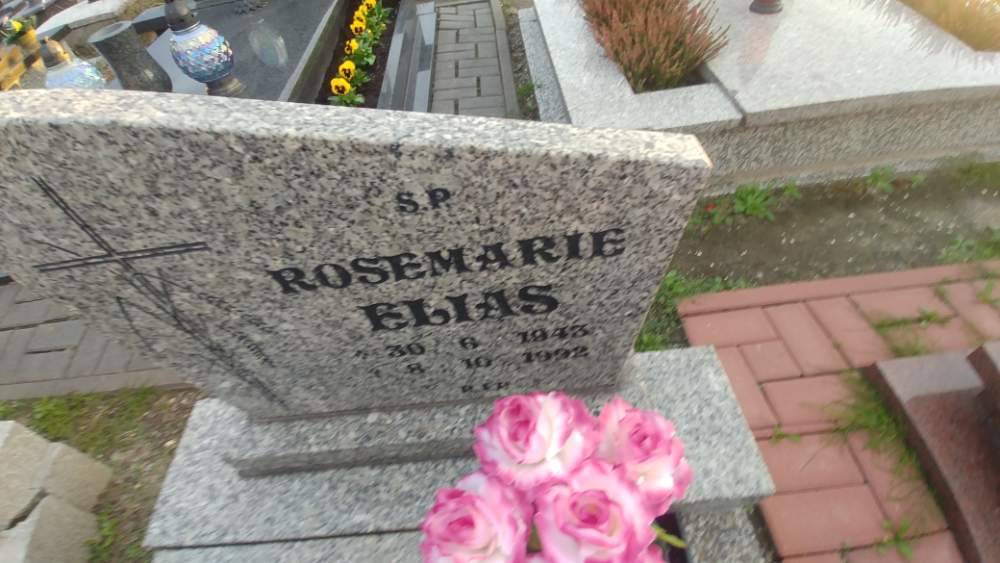 S.P
ROSEMARIE
ELIAS
* 30 6 1943
8 10 1992
R.I.P